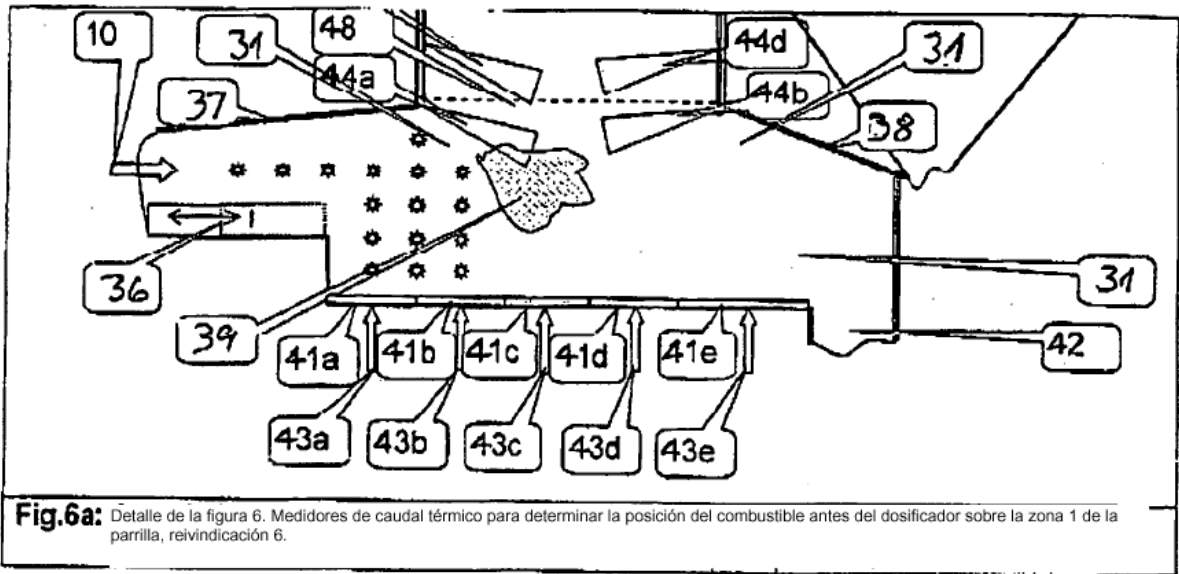 10
31
48
44d
31
44a
37
44b
38
36
31
39
41a
41b
41c
41d
41e
42
43a
43b
43c
43d
43e
Fig.6a: Detalle de la figura 6. Medidores de caudal térmico para determinar la posición del combustible antes del dosificador sobre la zona 1 de la
parrilla, reivindicación 6.